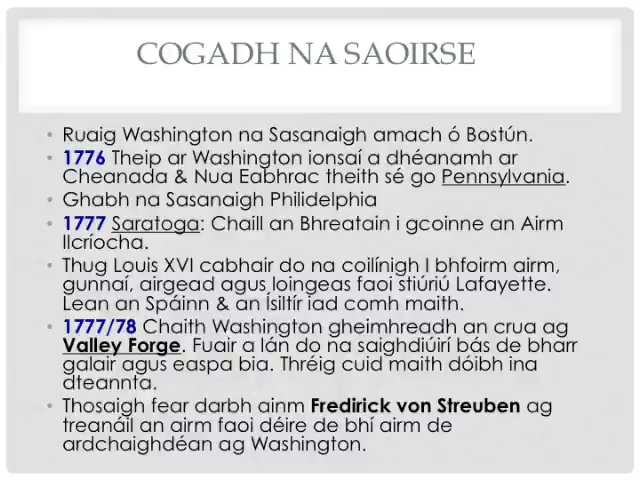 COGADH NA SAOIRSE
• Ruaig Washington na Sasanaigh amach ó Bostún.
• 1776 Theip ar Washington ionsaí a dhéanamh ar
Cheanada & Nua Eabhrac theith sé go Pennsylvania.
• Ghabh na Sasanaigh Philidelphia
• 1777 Saratoga: Chaill an Bhreatain i gcoinne an Airm
Ilcríocha.
• Thug Louis XVI cabhair do na coilínigh I bhfoirm airm,
gunnaí, airgead agus loingeas faoi stiúriú Lafayette.
Lean an Spáinn & an Ísiltír iad comh maith.
• 1777/78 Chaith Washington gheimhreadh an crua ag
Valley Forge. Fuair a lán do na saighdiúirí bás de bharr
galair agus easpa bia. Thréig cuid maith dóibh ina
dteannta.
• Thosaigh fear darbh ainm Fredirick von Streuben ag
treanáil an airm faoi déire de bhí airm de
ardchaighdéan ag Washington.